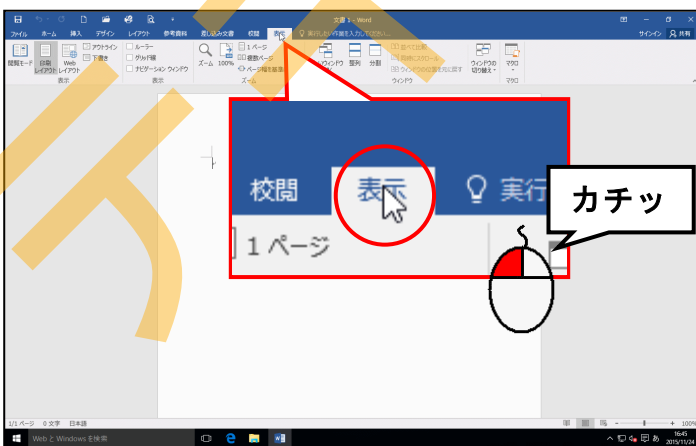 文書 1 - Word
ファイル ホーム 挿入 デザイン レイアウト 参考資料 差し込み文書 校閲 表示 実行したい作業を入力してください...
サインイン 共有
閲覧モード 印刷レイアウト Web レイアウト アウトライン 下書き
ルーラー
グリッド線
ナビゲーション ウィンドウ
ズーム 100% 1 ページ
複数ページ
ページ幅を基準
整列 分割
並べて比較
同時にスクロール
ウィンドウの位置を元に戻す
ウィンドウの切り替え
マクロ
表示 表示 ズーム ウィンドウ マクロ
校閲 表示 実行
1 ページ
カチッ
1/1 ページ 0 文字 日本語
100%
Web と Windows を検索
あ
16:45
2015/11/24